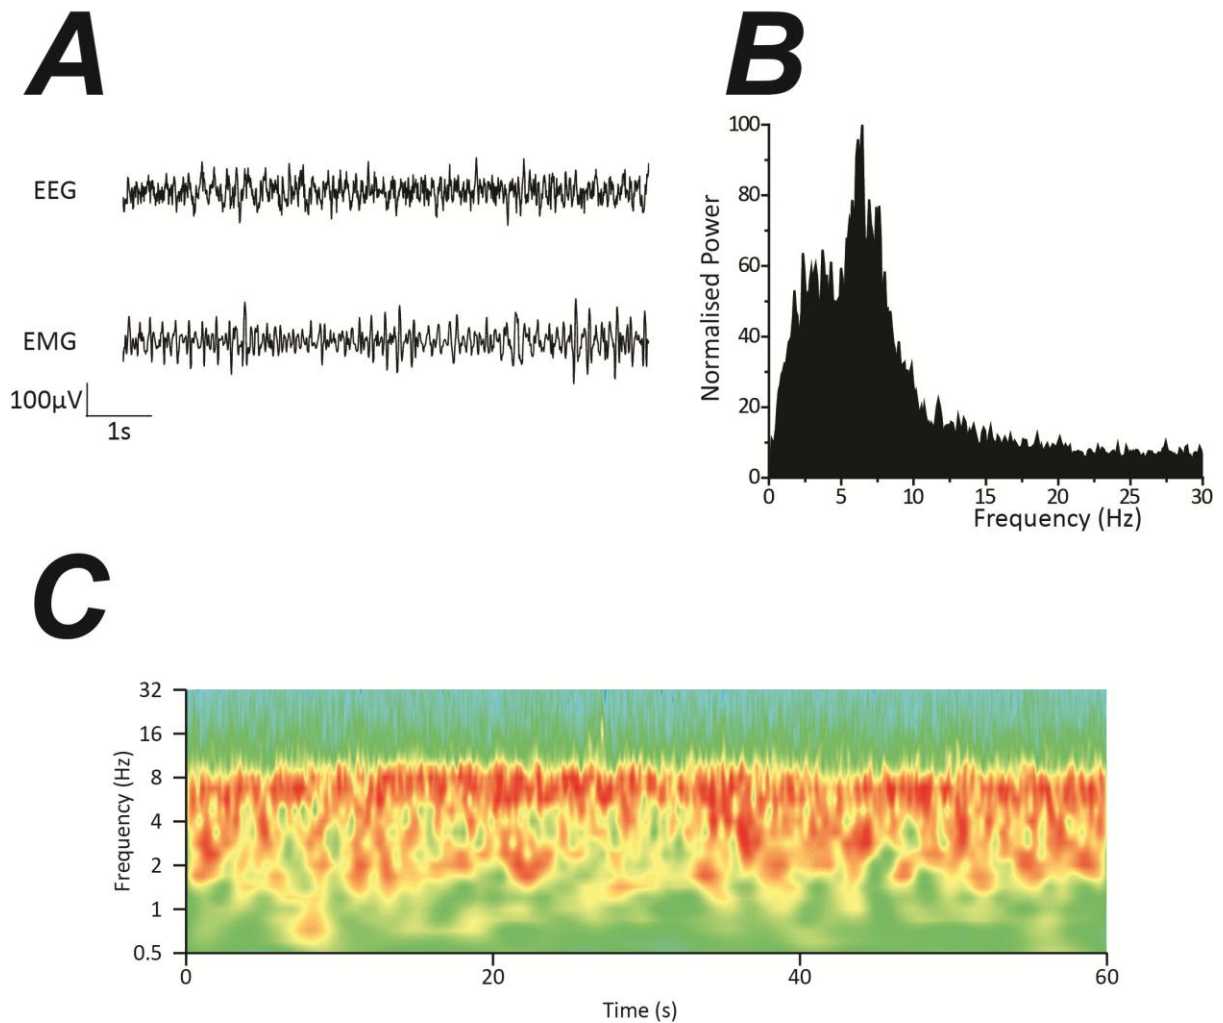 A
B
EEG
EMG
100µV
1s
100
80
60
40
20
0
Normalised Power
0 5 10 15 20 25 30
Frequency (Hz)
C
32
16
8
4
2
1
0.5
Frequency (Hz)
0 20 40 60
Time (s)